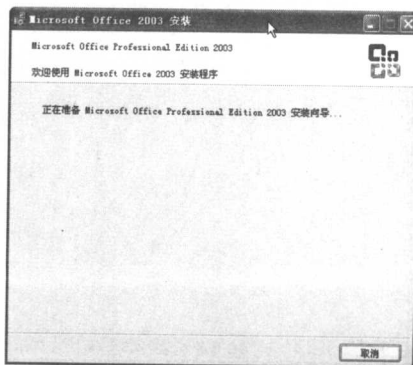 Microsoft Office 2003 安装
Microsoft Office Professional Edition 2003
欢迎使用 Microsoft Office 2003 安装程序
正在准备 Microsoft Office Professional Edition 2003 安装向导...
取消